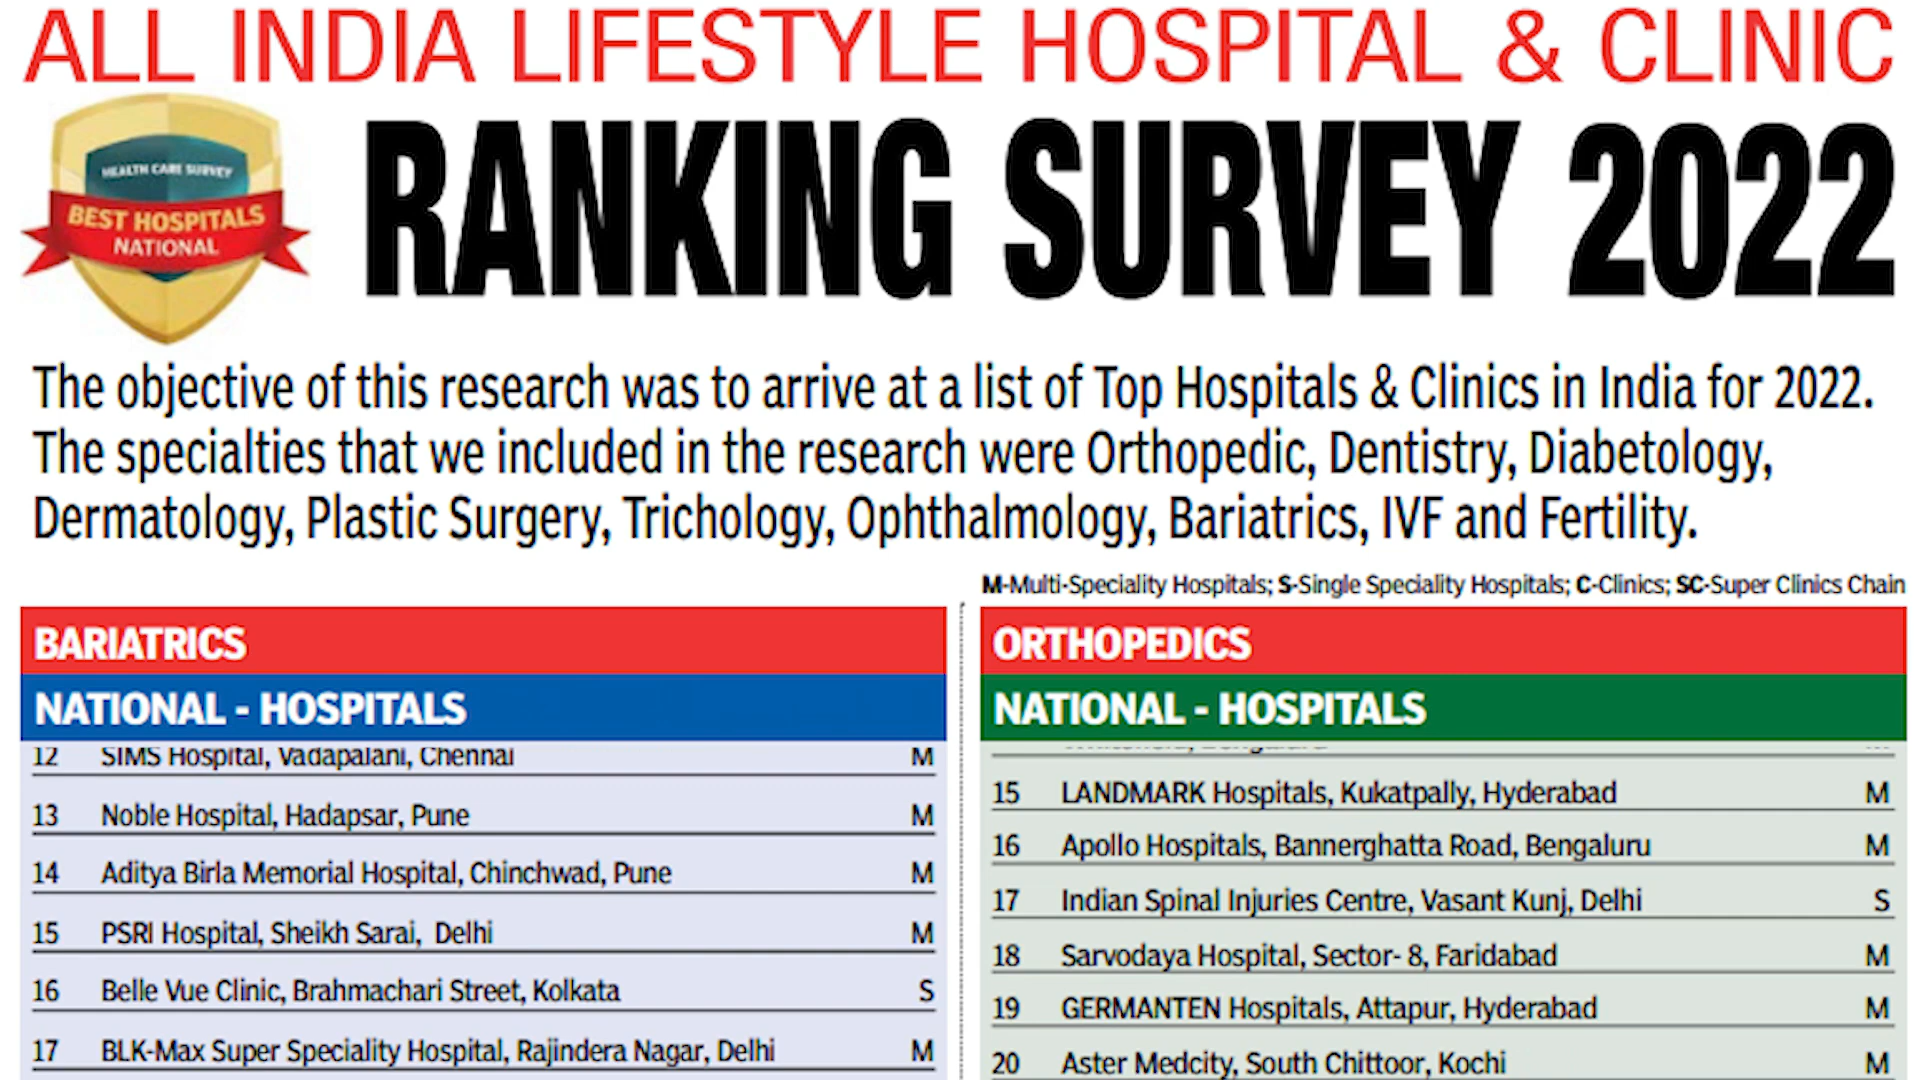 ALL INDIA LIFESTYLE HOSPITAL & CLINIC
HEALTH CARE SURVEY
BEST HOSPITALS
NATIONAL
RANKING SURVEY 2022
The objective of this research was to arrive at a list of Top Hospitals & Clinics in India for 2022.
The specialties that we included in the research were Orthopedic, Dentistry, Diabetology,
Dermatology, Plastic Surgery, Trichology, Ophthalmology, Bariatrics, IVF and Fertility.
M-Multi-Speciality Hospitals; S-Single Speciality Hospitals; C-Clinics; SC-Super Clinics Chain
BARIATRICS
NATIONAL - HOSPITALS
12 SIMS Hospital, Vadapalani, Chennai M
13 Noble Hospital, Hadapsar, Pune M
14 Aditya Birla Memorial Hospital, Chinchwad, Pune M
15 PSRI Hospital, Sheikh Sarai, Delhi M
16 Belle Vue Clinic, Brahmachari Street, Kolkata S
17 BLK-Max Super Speciality Hospital, Rajindera Nagar, Delhi M
ORTHOPEDICS
NATIONAL - HOSPITALS
15 LANDMARK Hospitals, Kukatpally, Hyderabad M
16 Apollo Hospitals, Bannerghatta Road, Bengaluru M
17 Indian Spinal Injuries Centre, Vasant Kunj, Delhi S
18 Sarvodaya Hospital, Sector- 8, Faridabad M
19 GERMANTEN Hospitals, Attapur, Hyderabad M
20 Aster Medcity, South Chittoor, Kochi M